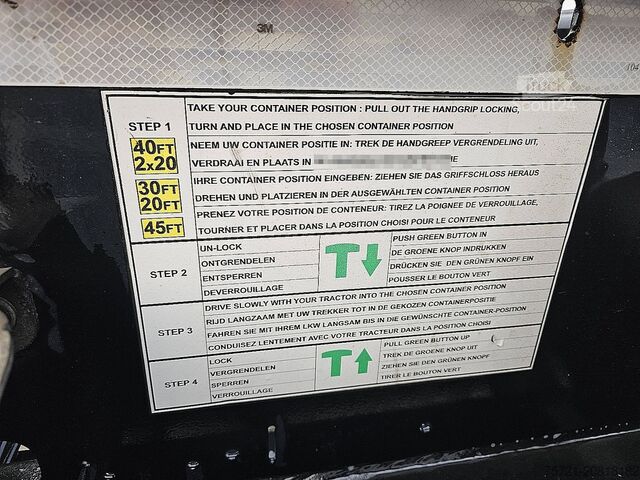 3M
104
truck
scout24
TAKE YOUR CONTAINER POSITION : PULL OUT THE HANDGRIP LOCKING,
TURN AND PLACE IN THE CHOSEN CONTAINER POSITION
STEP 1
40FT
2x20
30FT
20FT
45FT
NEEM UW CONTAINER POSITIE IN: TREK DE HANDGREEP VERGRENDELING UIT,
VERDRAAI EN PLAATS IN
IHRE CONTAINER POSITION EINGEBEN: ZIEHEN SIE DAS GRIFFSCHLOSS HERAUS
DREHEN UND PLATZIEREN IN DER AUSGEWÄHLTEN CONTAINER POSITION
PRENEZ VOTRE POSITION DE CONTENEUR: TIREZ LA POIGNEE DE VERROUILLAGE,
TOURNER ET PLACER DANS LA POSITION CHOISI POUR LE CONTENEUR
STEP 2
UN-LOCK
ONTGRENDELEN
ENTSPERREN
DEVERROUILLAGE
T
PUSH GREEN BUTTON IN
DE GROENE KNOP INDRUKKEN
DRÜCKEN SIE DEN GRÜNEN KNOPF EIN
POUSSER LE BOUTON VERT
STEP 3
DRIVE SLOWLY WITH YOUR TRACTOR INTO THE CHOSEN CONTAINER POSITION
RIJD LANGZAAM MET UW TREKKER TOT IN DE GEKOZEN CONTAINERPOSITIE
FAHREN SIE MIT IHREM LKW LANGSAM BIS IN DIE GEWÜNSCHTE CONTAINER-POSITION
CONDUISEZ LENTEMENT AVEC VOTRE TRACTEUR DANS LA POSITION CHOISI
STEP 4
LOCK
VERGRENDELEN
SPERREN
VERROUILLAGE
T
PULL GREEN BUTTON UP
TREK DE GROENE KNOP UIT
ZIEHEN SIE DEN GRÜNEN KNOPF
TIRER LE BOUTON VERT